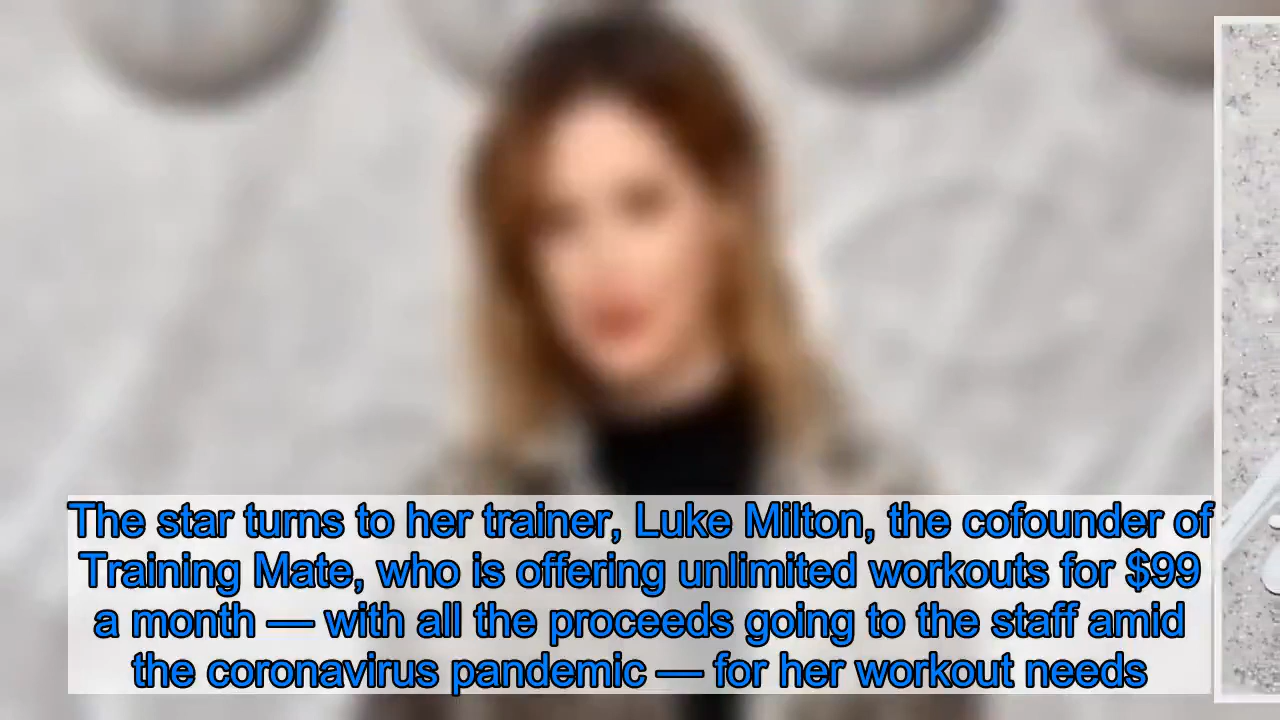 The star turns to her trainer, Luke Milton, the cofounder of
Training Mate, who is offering unlimited workouts for $99
a month — with all the proceeds going to the staff amid
the coronavirus pandemic — for her workout needs